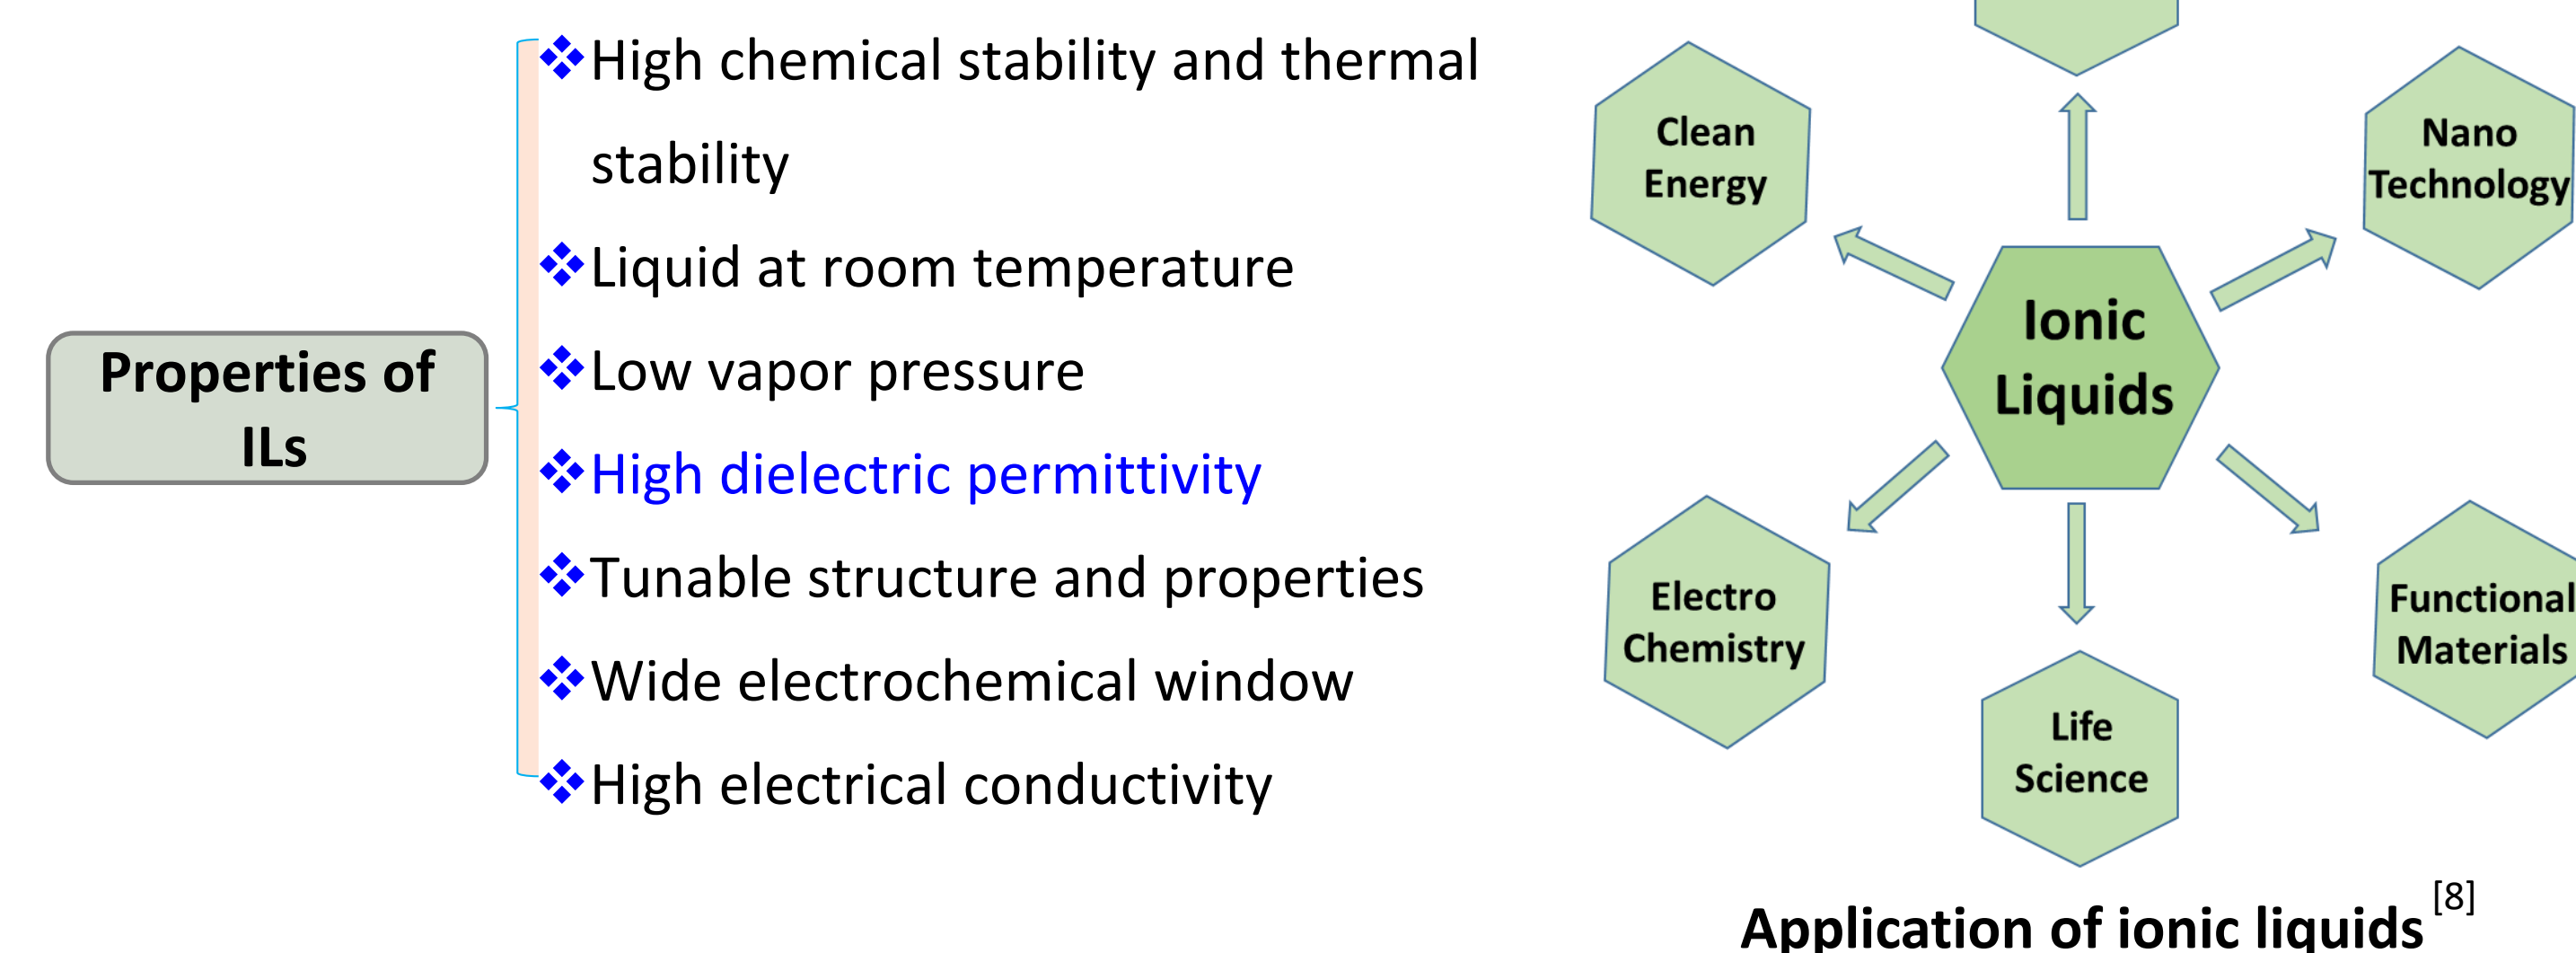 Properties of
ILs
High chemical stability and thermal
stability
Liquid at room temperature
Low vapor pressure
High dielectric permittivity
Tunable structure and properties
Wide electrochemical window
High electrical conductivity
Clean
Energy
Nano
Technology
Ionic
Liquids
Electro
Chemistry
Functional
Materials
Life
Science
Application of ionic liquids [8]